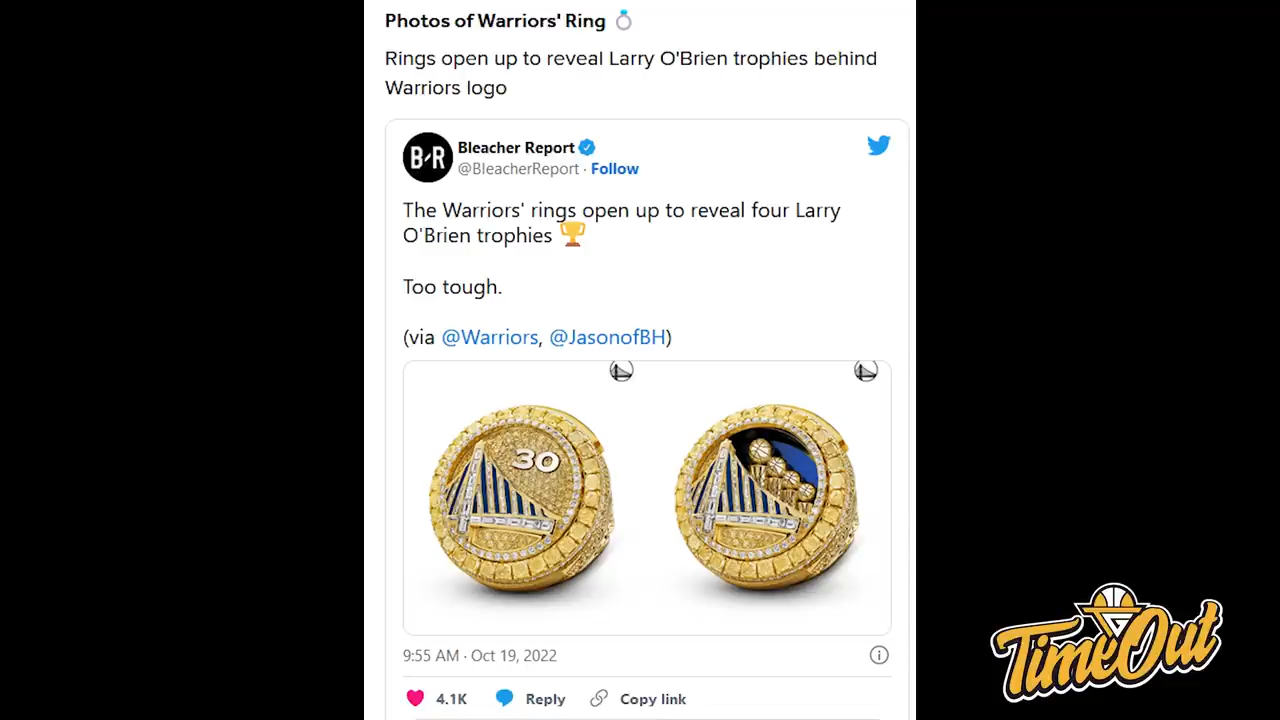 Photos of Warriors' Ring 💍
Rings open up to reveal Larry O'Brien trophies behind
Warriors logo
B-R
Bleacher Report
@BleacherReport · Follow
The Warriors' rings open up to reveal four Larry
O'Brien trophies 🏆
Too tough.
(via @Warriors, @JasonofBH)
30
9:55 AM · Oct 19, 2022
4.1K Reply Copy link
TimeOut